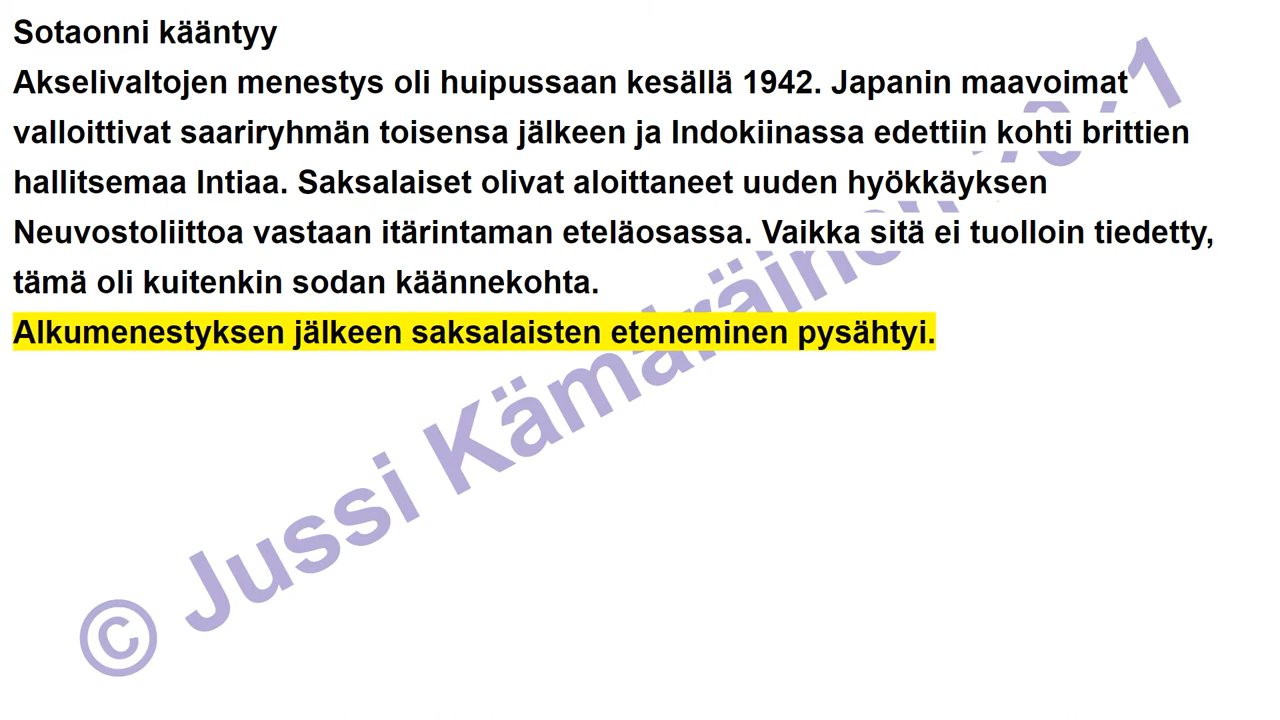 Sotaonni kääntyy
Akselivaltojen menestys oli huipussaan kesällä 1942. Japanin maavoimat
valloittivat saariryhmän toisensa jälkeen ja Indokiinassa edettiin kohti brittien
hallitsemaa Intiaa. Saksalaiset olivat aloittaneet uuden hyökkäyksen
Neuvostoliittoa vastaan itärintaman eteläosassa. Vaikka sitä ei tuolloin tiedetty,
tämä oli kuitenkin sodan käännekohta.
Alkumenestyksen jälkeen saksalaisten eteneminen pysähtyi.
© Jussi Kämäräinen